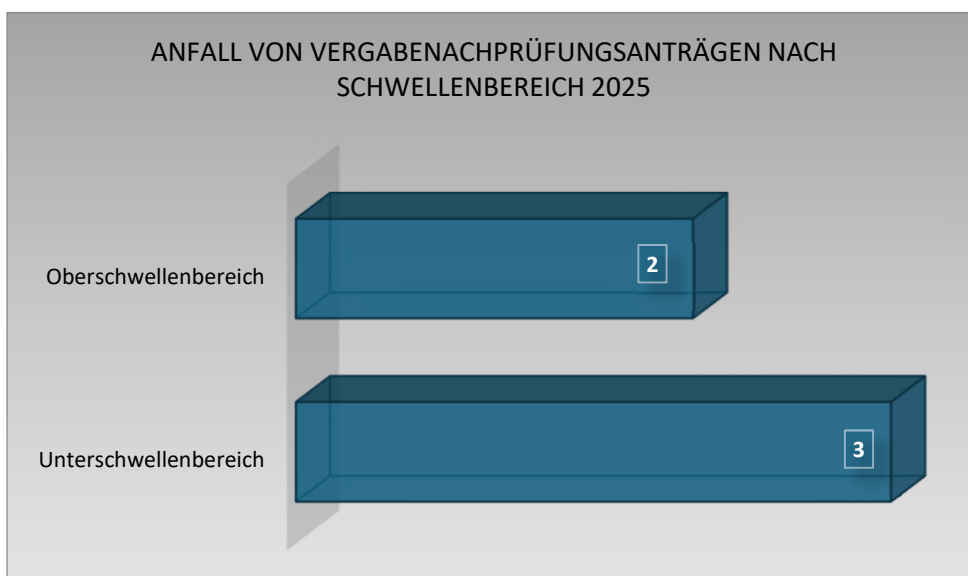 ANFALL VON VERGABENACHPRÜFUNGSANTRÄGEN NACH
SCHWELLENBEREICH 2025
Oberschwellenbereich
2
Unterschwellenbereich
3